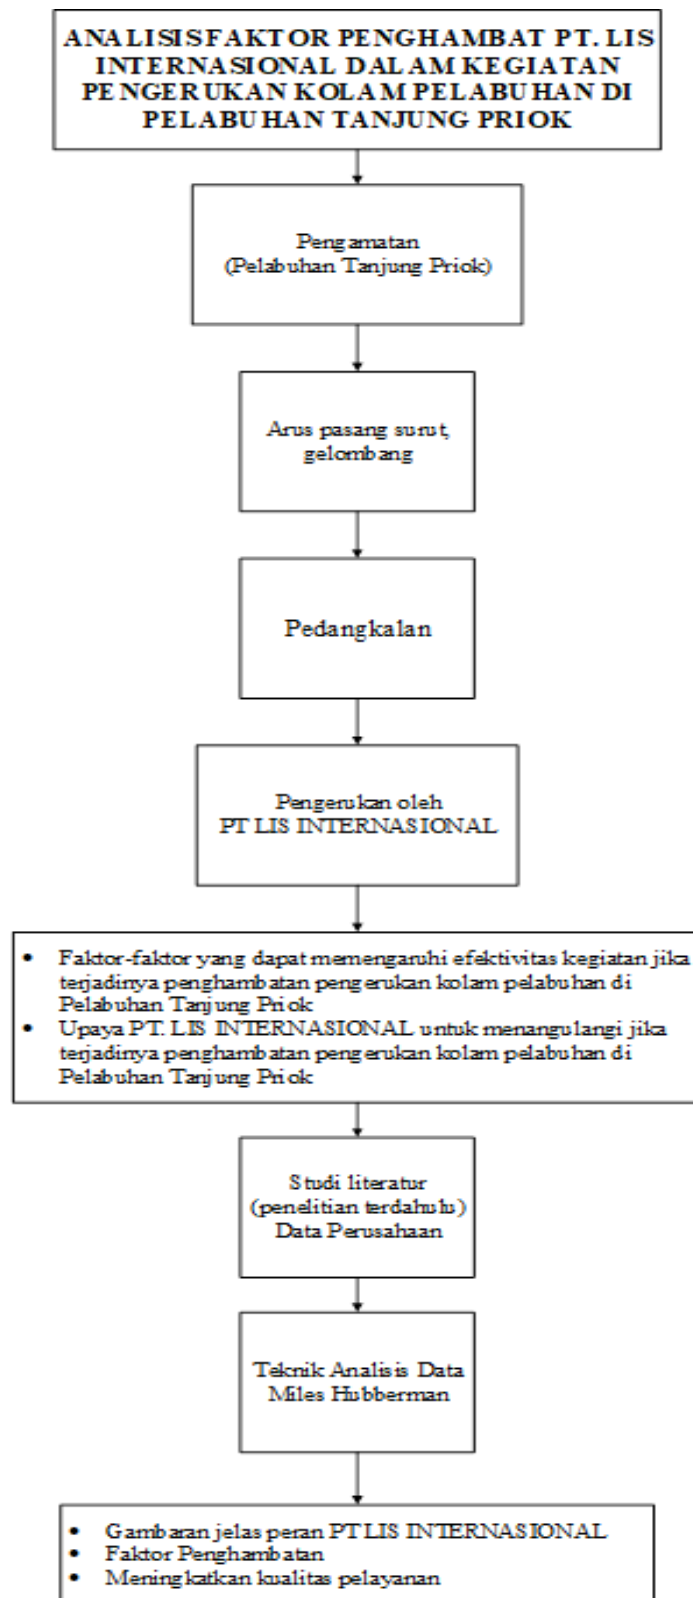 ANALISIS FAKTOR PENGHAMBAT PT. LIS
INTERNASIONAL DALAM KEGIATAN
PENGERUKAN KOLAM PELABUHAN DI
PELABUHAN TANJUNG PRIOK
Pengamatan
(Pelabuhan Tanjung Priok)
Arus pasang surut,
gelombang
Pedangkalan
Pengerukan oleh
PT LIS INTERNASIONAL
• Faktor-faktor yang dapat memengaruhi efektivitas kegiatan jika
terjadinya penghambatan pengerukan kolam pelabuhan di
Pelabuhan Tanjung Priok
• Upaya PT. LIS INTERNASIONAL untuk menangulangi jika
terjadinya penghambatan pengerukan kolam pelabuhan di
Pelabuhan Tanjung Priok
Studi literatur
(penelitian terdahulu)
Data Perusahaan
Teknik Analisis Data
Miles Hubberman
• Gambaran jelas peran PT LIS INTERNASIONAL
• Faktor Penghambatan
• Meningkatkan kualitas pelayanan